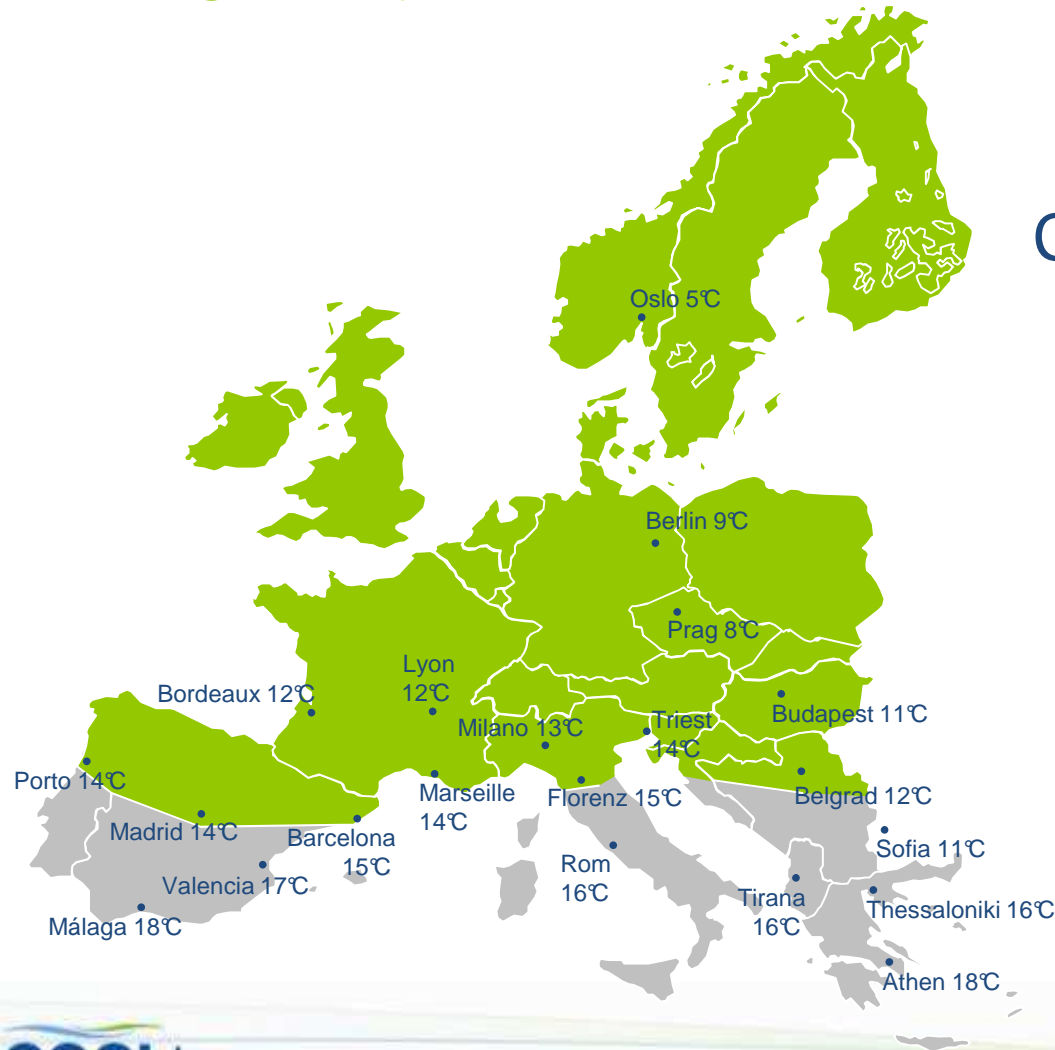 Oslo 5°C
Berlin 9°C
Prag 8°C
Lyon
12°C
Bordeaux 12°C
Milano 13°C
Triest
14°C
Budapest 11°C
Porto 14°C
Marseille
14°C
Florenz 15°C
Belgrad 12°C
Madrid 14°C
Barcelona
15°C
Sofia 11°C
Valencia 17°C
Rom
16°C
Tirana
16°C
Thessaloniki 16°C
Málaga 18°C
Athen 18°C